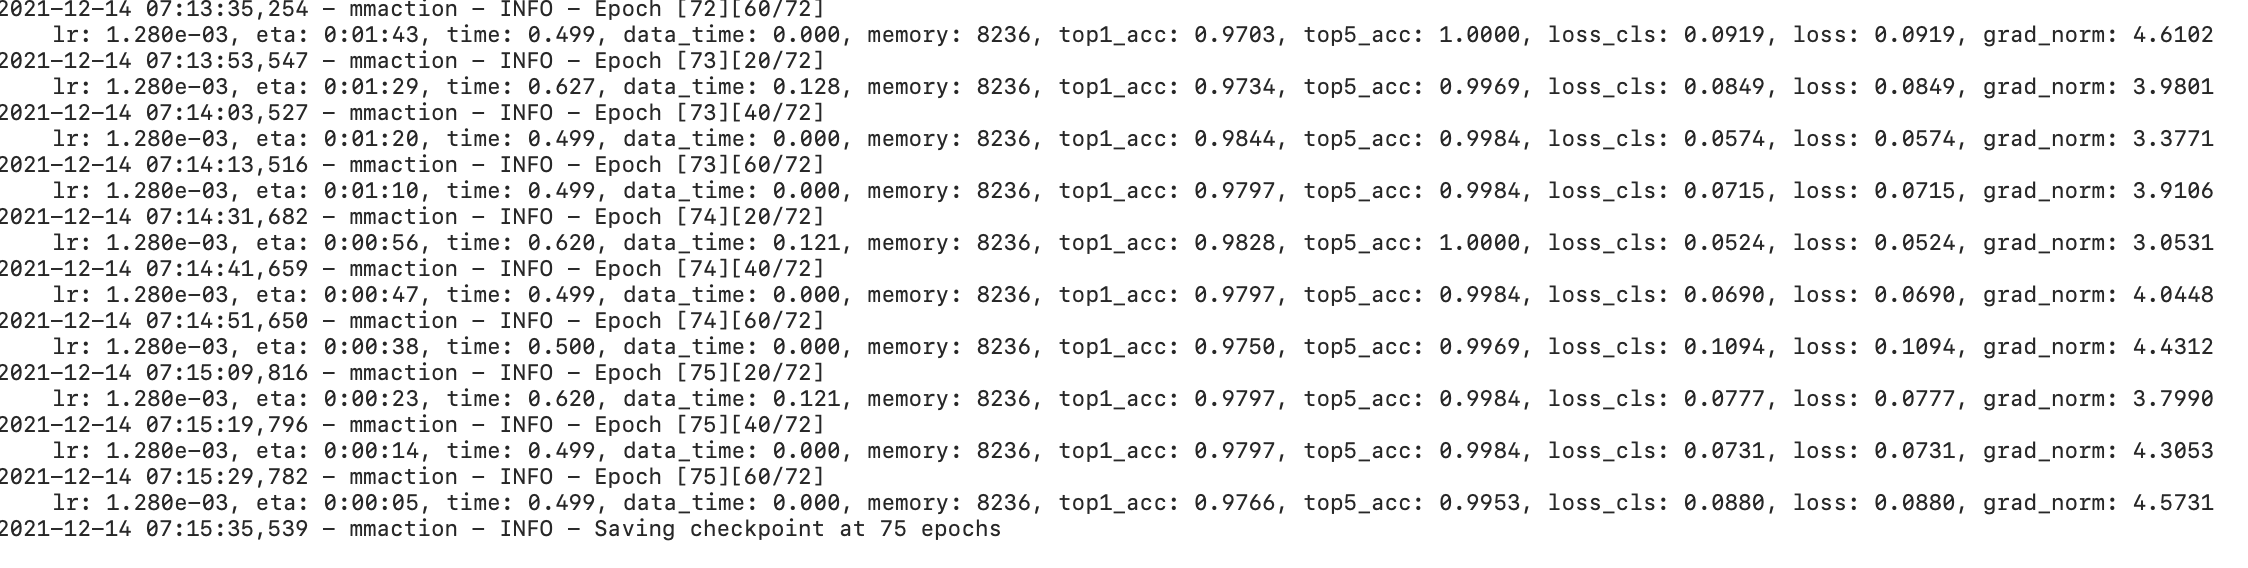 2021-12-14 07:13:35,254 - mmaction - INFO - Epoch [72][60/72]
lr: 1.280e-03, eta: 0:01:43, time: 0.499, data_time: 0.000, memory: 8236, top1_acc: 0.9703, top5_acc: 1.0000, loss_cls: 0.0919, loss: 0.0919, grad_norm: 4.6102
2021-12-14 07:13:53,547 - mmaction - INFO - Epoch [73][20/72]
lr: 1.280e-03, eta: 0:01:29, time: 0.627, data_time: 0.128, memory: 8236, top1_acc: 0.9734, top5_acc: 0.9969, loss_cls: 0.0849, loss: 0.0849, grad_norm: 3.9801
2021-12-14 07:14:03,527 - mmaction - INFO - Epoch [73][40/72]
lr: 1.280e-03, eta: 0:01:20, time: 0.499, data_time: 0.000, memory: 8236, top1_acc: 0.9844, top5_acc: 0.9984, loss_cls: 0.0574, loss: 0.0574, grad_norm: 3.3771
2021-12-14 07:14:13,516 - mmaction - INFO - Epoch [73][60/72]
lr: 1.280e-03, eta: 0:01:10, time: 0.499, data_time: 0.000, memory: 8236, top1_acc: 0.9797, top5_acc: 0.9984, loss_cls: 0.0715, loss: 0.0715, grad_norm: 3.9106
2021-12-14 07:14:31,682 - mmaction - INFO - Epoch [74][20/72]
lr: 1.280e-03, eta: 0:00:56, time: 0.620, data_time: 0.121, memory: 8236, top1_acc: 0.9828, top5_acc: 1.0000, loss_cls: 0.0524, loss: 0.0524, grad_norm: 3.0531
2021-12-14 07:14:41,659 - mmaction - INFO - Epoch [74][40/72]
lr: 1.280e-03, eta: 0:00:47, time: 0.499, data_time: 0.000, memory: 8236, top1_acc: 0.9797, top5_acc: 0.9984, loss_cls: 0.0690, loss: 0.0690, grad_norm: 4.0448
2021-12-14 07:14:51,650 - mmaction - INFO - Epoch [74][60/72]
lr: 1.280e-03, eta: 0:00:38, time: 0.500, data_time: 0.000, memory: 8236, top1_acc: 0.9750, top5_acc: 0.9969, loss_cls: 0.1094, loss: 0.1094, grad_norm: 4.4312
2021-12-14 07:15:09,816 - mmaction - INFO - Epoch [75][20/72]
lr: 1.280e-03, eta: 0:00:23, time: 0.620, data_time: 0.121, memory: 8236, top1_acc: 0.9797, top5_acc: 0.9984, loss_cls: 0.0777, loss: 0.0777, grad_norm: 3.7990
2021-12-14 07:15:19,796 - mmaction - INFO - Epoch [75][40/72]
lr: 1.280e-03, eta: 0:00:14, time: 0.499, data_time: 0.000, memory: 8236, top1_acc: 0.9797, top5_acc: 0.9984, loss_cls: 0.0731, loss: 0.0731, grad_norm: 4.3053
2021-12-14 07:15:29,782 - mmaction - INFO - Epoch [75][60/72]
lr: 1.280e-03, eta: 0:00:05, time: 0.499, data_time: 0.000, memory: 8236, top1_acc: 0.9766, top5_acc: 0.9953, loss_cls: 0.0880, loss: 0.0880, grad_norm: 4.5731
2021-12-14 07:15:35,539 - mmaction - INFO - Saving checkpoint at 75 epochs